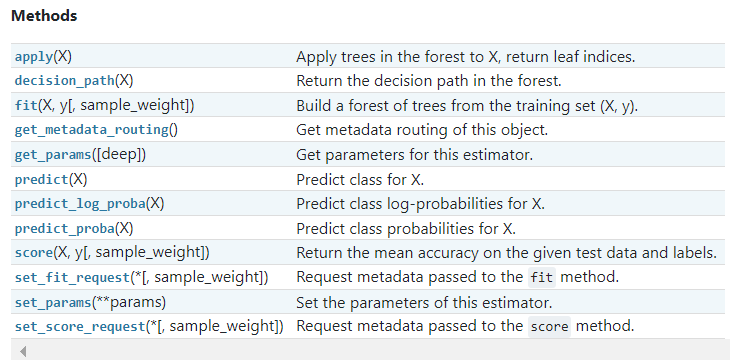 Methods
apply(X) Apply trees in the forest to X, return leaf indices.
decision_path(X) Return the decision path in the forest.
fit(X, y[, sample_weight]) Build a forest of trees from the training set (X, y).
get_metadata_routing() Get metadata routing of this object.
get_params([deep]) Get parameters for this estimator.
predict(X) Predict class for X.
predict_log_proba(X) Predict class log-probabilities for X.
predict_proba(X) Predict class probabilities for X.
score(X, y[, sample_weight]) Return the mean accuracy on the given test data and labels.
set_fit_request(*[, sample_weight]) Request metadata passed to the fit method.
set_params(**params) Set the parameters of this estimator.
set_score_request(*[, sample_weight]) Request metadata passed to the score method.